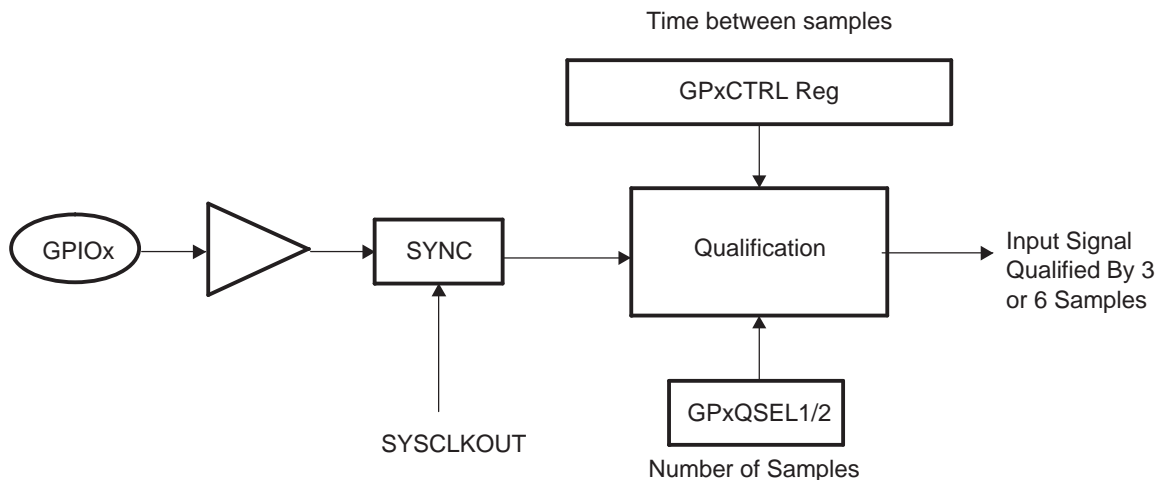 Time between samples
GPxCTRL Reg
GPIOx
SYNC
Qualification
Input Signal
Qualified By 3
or 6 Samples
GPxQSEL1/2
SYSCLKOUT
Number of Samples